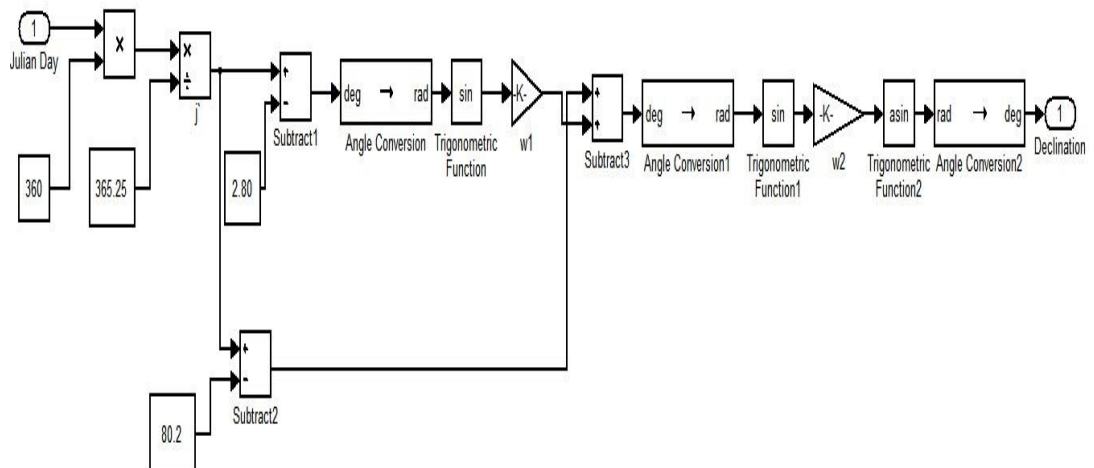 1
Julian Day
×
×
÷
j'
360
365.25
+
−
Subtract1
2.80
deg → rad
Angle Conversion
sin
Trigonometric
Function
-K-
w1
+
+
Subtract3
deg → rad
Angle Conversion1
sin
Trigonometric
Function1
-K-
w2
asin
Trigonometric
Function2
rad → deg
Angle Conversion2
1
Declination
+
−
Subtract2
80.2